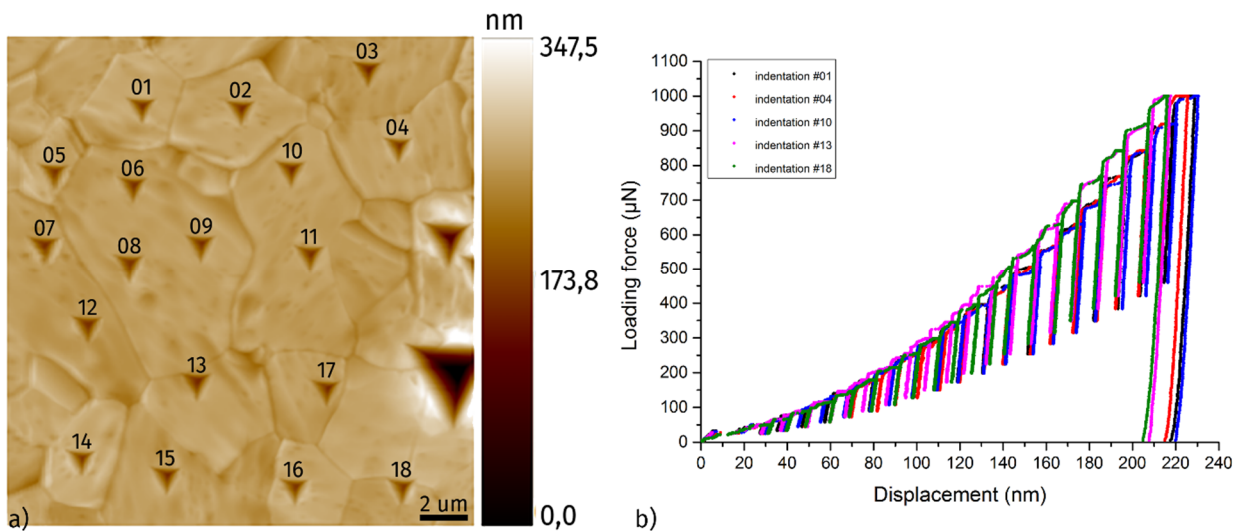 nm
347,5
173,8
0,0
01
02
03
04
05
06
07
08
09
10
11
12
13
14
15
16
17
18
2 um
a)
1100
1000
900
800
700
600
500
400
300
200
100
0
Loading force (µN)
indentation #01
indentation #04
indentation #10
indentation #13
indentation #18
0 20 40 60 80 100 120 140 160 180 200 220 240
Displacement (nm)
b)